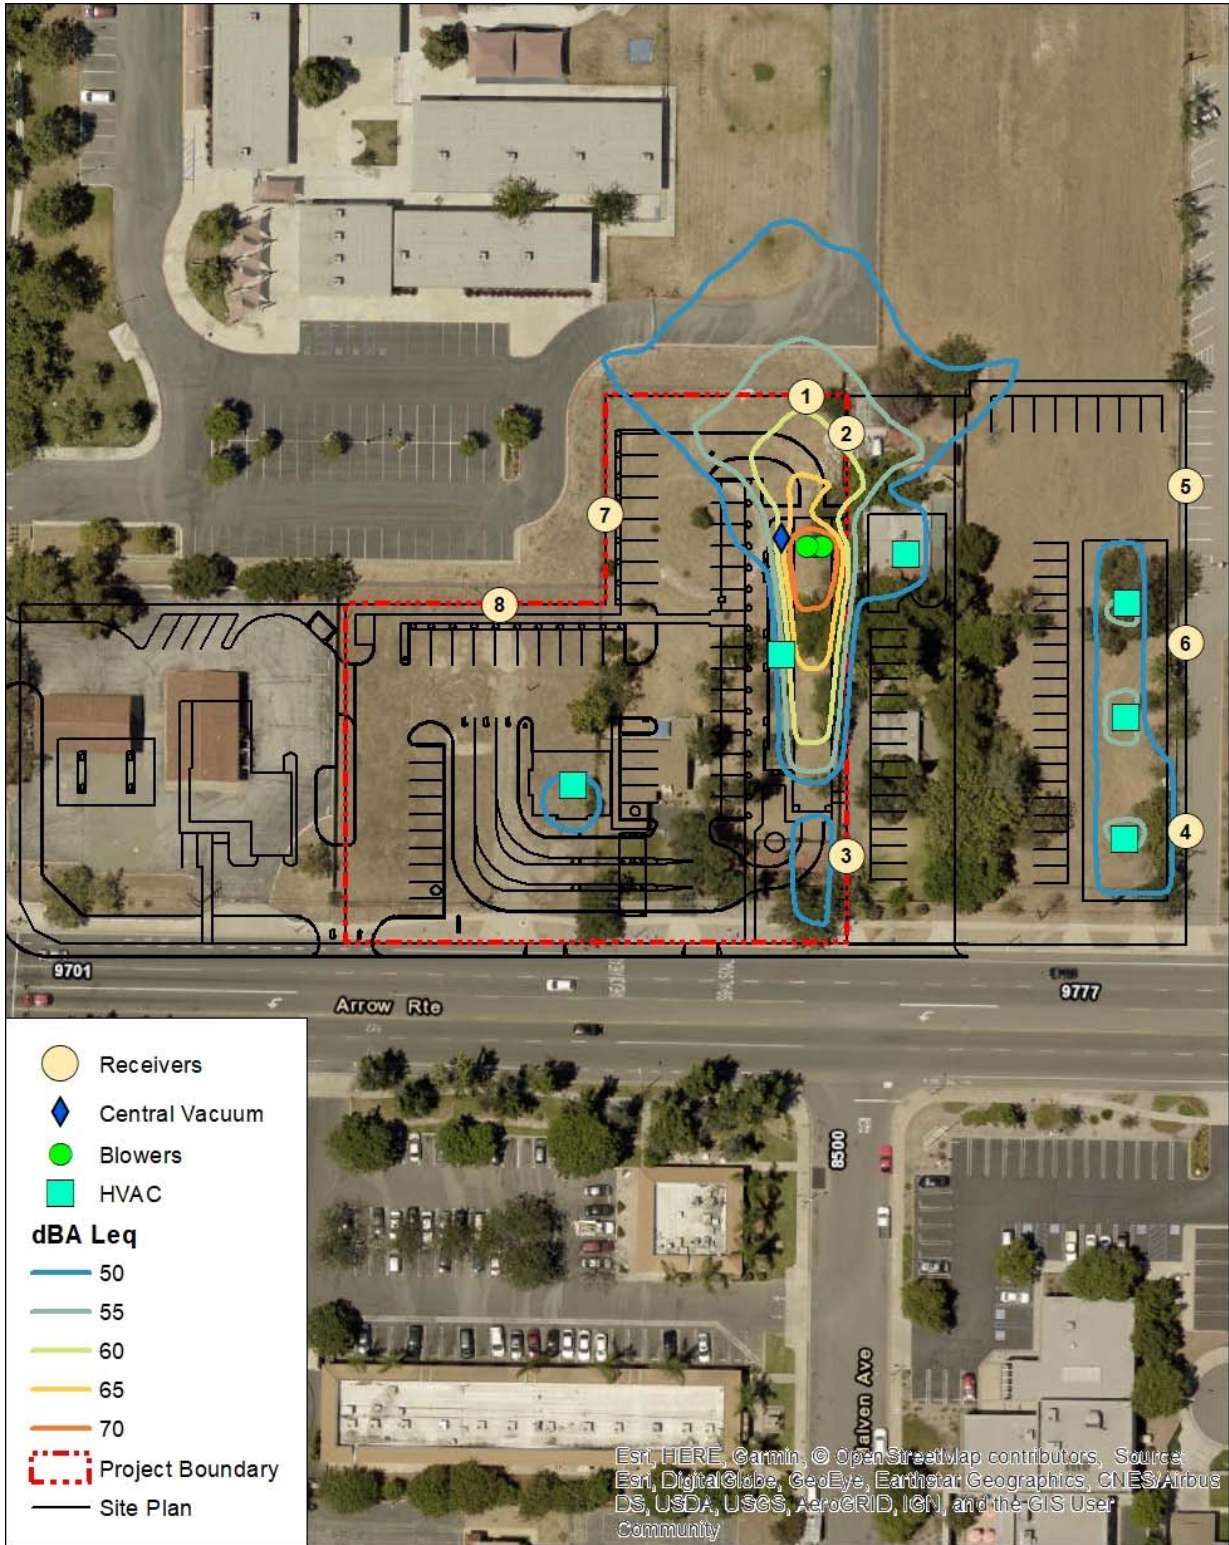 1
2
5
7
8
6
4
3
9701
9777
Arrow Rte
8500
Receivers
Central Vacuum
Blowers
HVAC
dBA Leq
50
55
60
65
70
Project Boundary
Site Plan
Ave
Esri, HERE, Garmin, © OpenStreetMap contributors, Source:
Esri, DigitalGlobe, GeoEye, Earthstar Geographics, CNES/Airbus
DS, USDA, USGS, AeroGRID, IGN, and the GIS User
Community